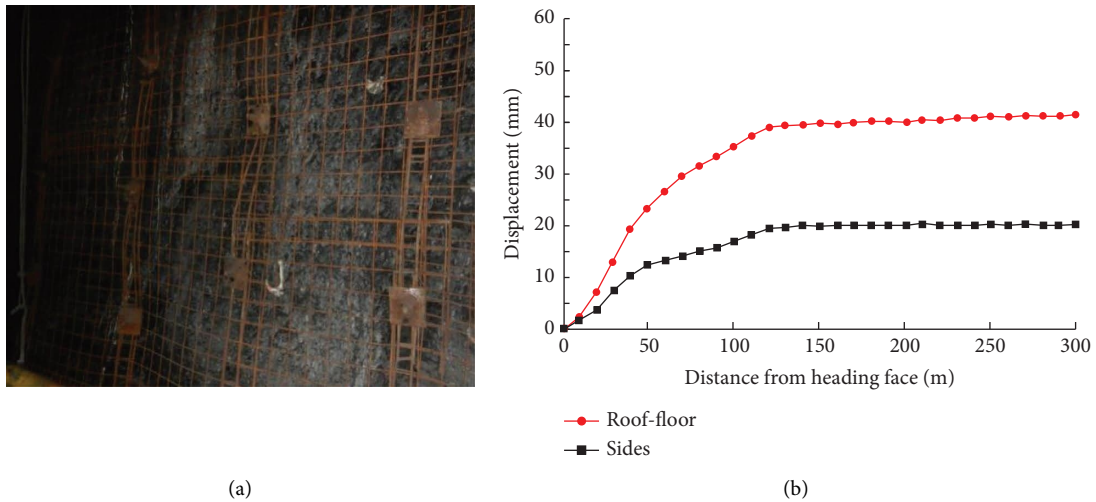 60
50
40
30
20
10
0
Displacement (mm)
0 50 100 150 200 250 300
Distance from heading face (m)
Roof-floor
Sides
(a) (b)